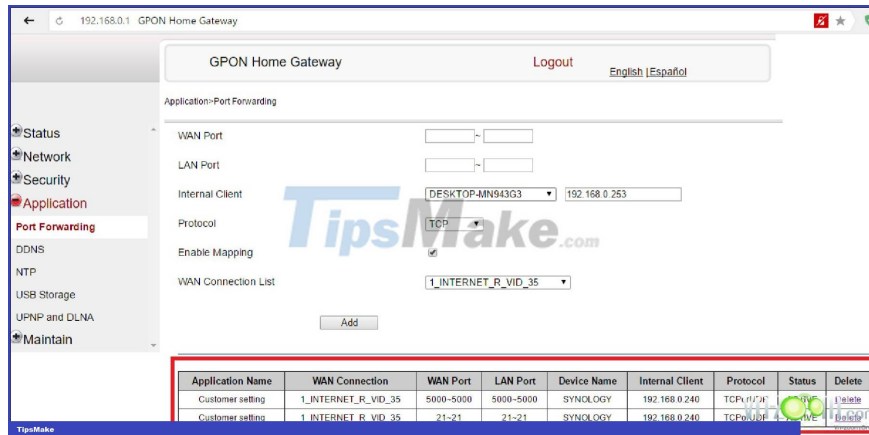 192.168.0.1 GPON Home Gateway
GPON Home Gateway Logout English | Español
Application>Port Forwarding
Status
Network
Security
Application
Port Forwarding
DDNS
NTP
USB Storage
UPNP and DLNA
Maintain
WAN Port ~
LAN Port ~
Internal Client DESKTOP-MN943G3 192.168.0.253
Protocol TCP
Enable Mapping
WAN Connection List 1_INTERNET_R_VID_35
Add
TipsMake.com
Application Name WAN Connection WAN Port LAN Port Device Name Internal Client Protocol Status Delete
Customer setting 1_INTERNET_R_VID_35 5000~5000 5000~5000 SYNOLOGY 192.168.0.240 Delete
Customer setting 1_INTERNET_R_VID_35 21~21 21~21 SYNOLOGY 192.168.0.240 Delete
TipsMake